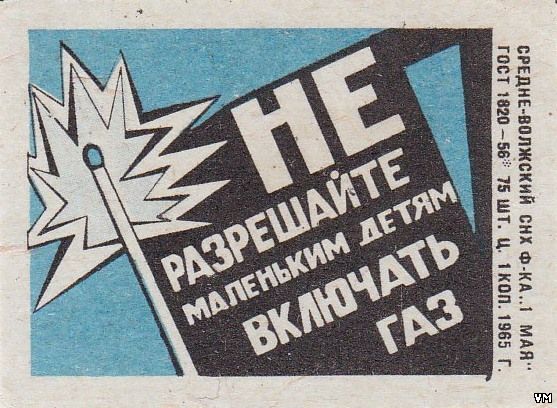 НЕ
РАЗРЕШАЙТЕ
МАЛЕНЬКИМ ДЕТЯМ
ВКЛЮЧАТЬ
ГАЗ
СРЕДНЕ-ВОЛЖСКИЙ СНХ Ф-КА „1 МАЯ“
ГОСТ 1820—56* 75 ШТ. Ц. 1 КОП. 1965 Г.
VM